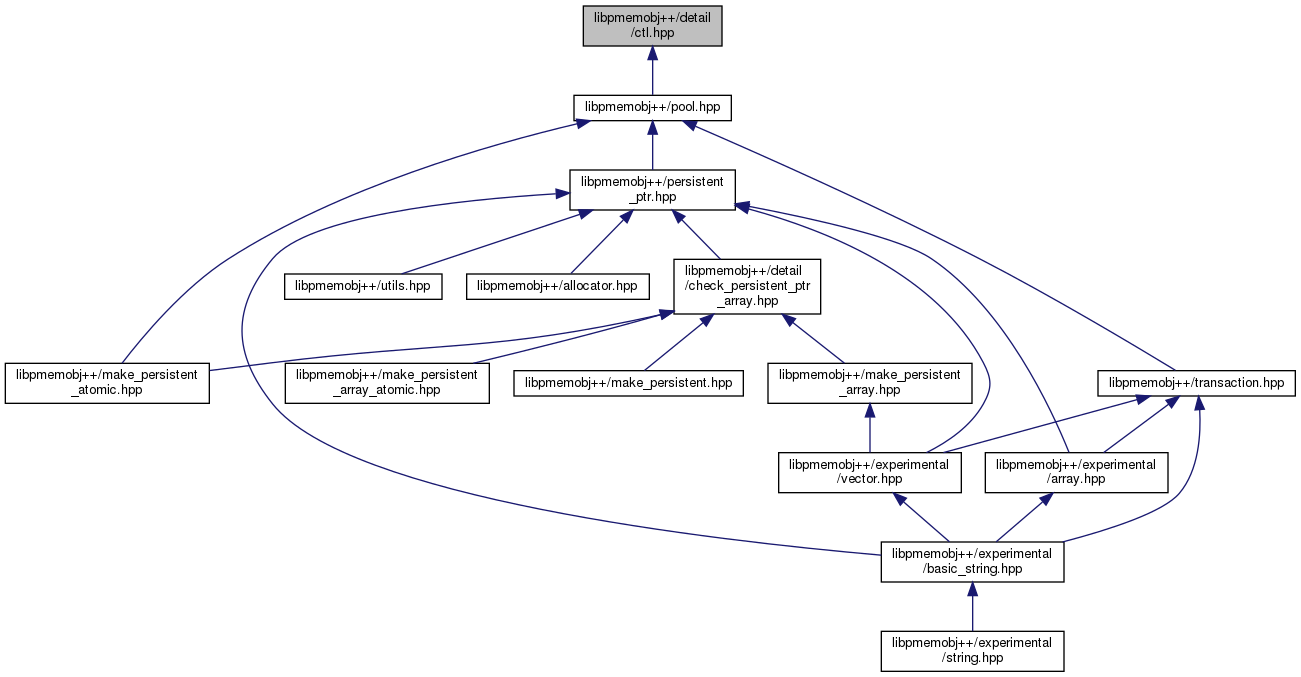 libpmemobj++/detail
/ctl.hpp
libpmemobj++/pool.hpp
libpmemobj++/persistent
_ptr.hpp
libpmemobj++/utils.hpp
libpmemobj++/allocator.hpp
libpmemobj++/detail
/check_persistent_ptr
_array.hpp
libpmemobj++/make_persistent
_atomic.hpp
libpmemobj++/make_persistent
_array_atomic.hpp
libpmemobj++/make_persistent.hpp
libpmemobj++/make_persistent
_array.hpp
libpmemobj++/transaction.hpp
libpmemobj++/experimental
/vector.hpp
libpmemobj++/experimental
/array.hpp
libpmemobj++/experimental
/basic_string.hpp
libpmemobj++/experimental
/string.hpp